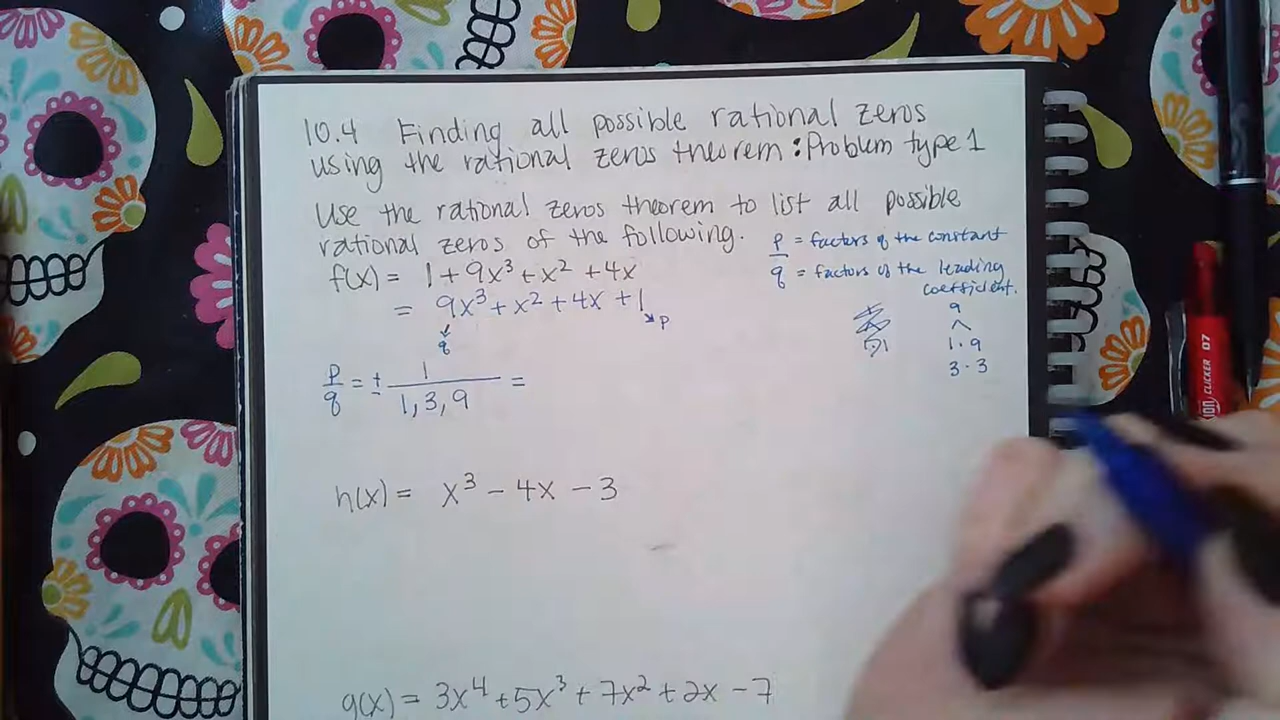 10.4 Finding all possible rational zeros
using the rational zeros theorem: Problem type 1
Use the rational zeros theorem to list all possible
rational zeros of the following.
p = factors of the constant
q = factors of the leading
coefficient.
f(x) = 1 + 9x³ + x² + 4x
= 9x³ + x² + 4x + 1
p
q
9
1·9
3·3
p/q = ± 1/1, 3, 9 =
h(x) = x³ - 4x - 3
g(x) = 3x⁴ + 5x³ + 7x² + 2x - 7
CLICKER 07